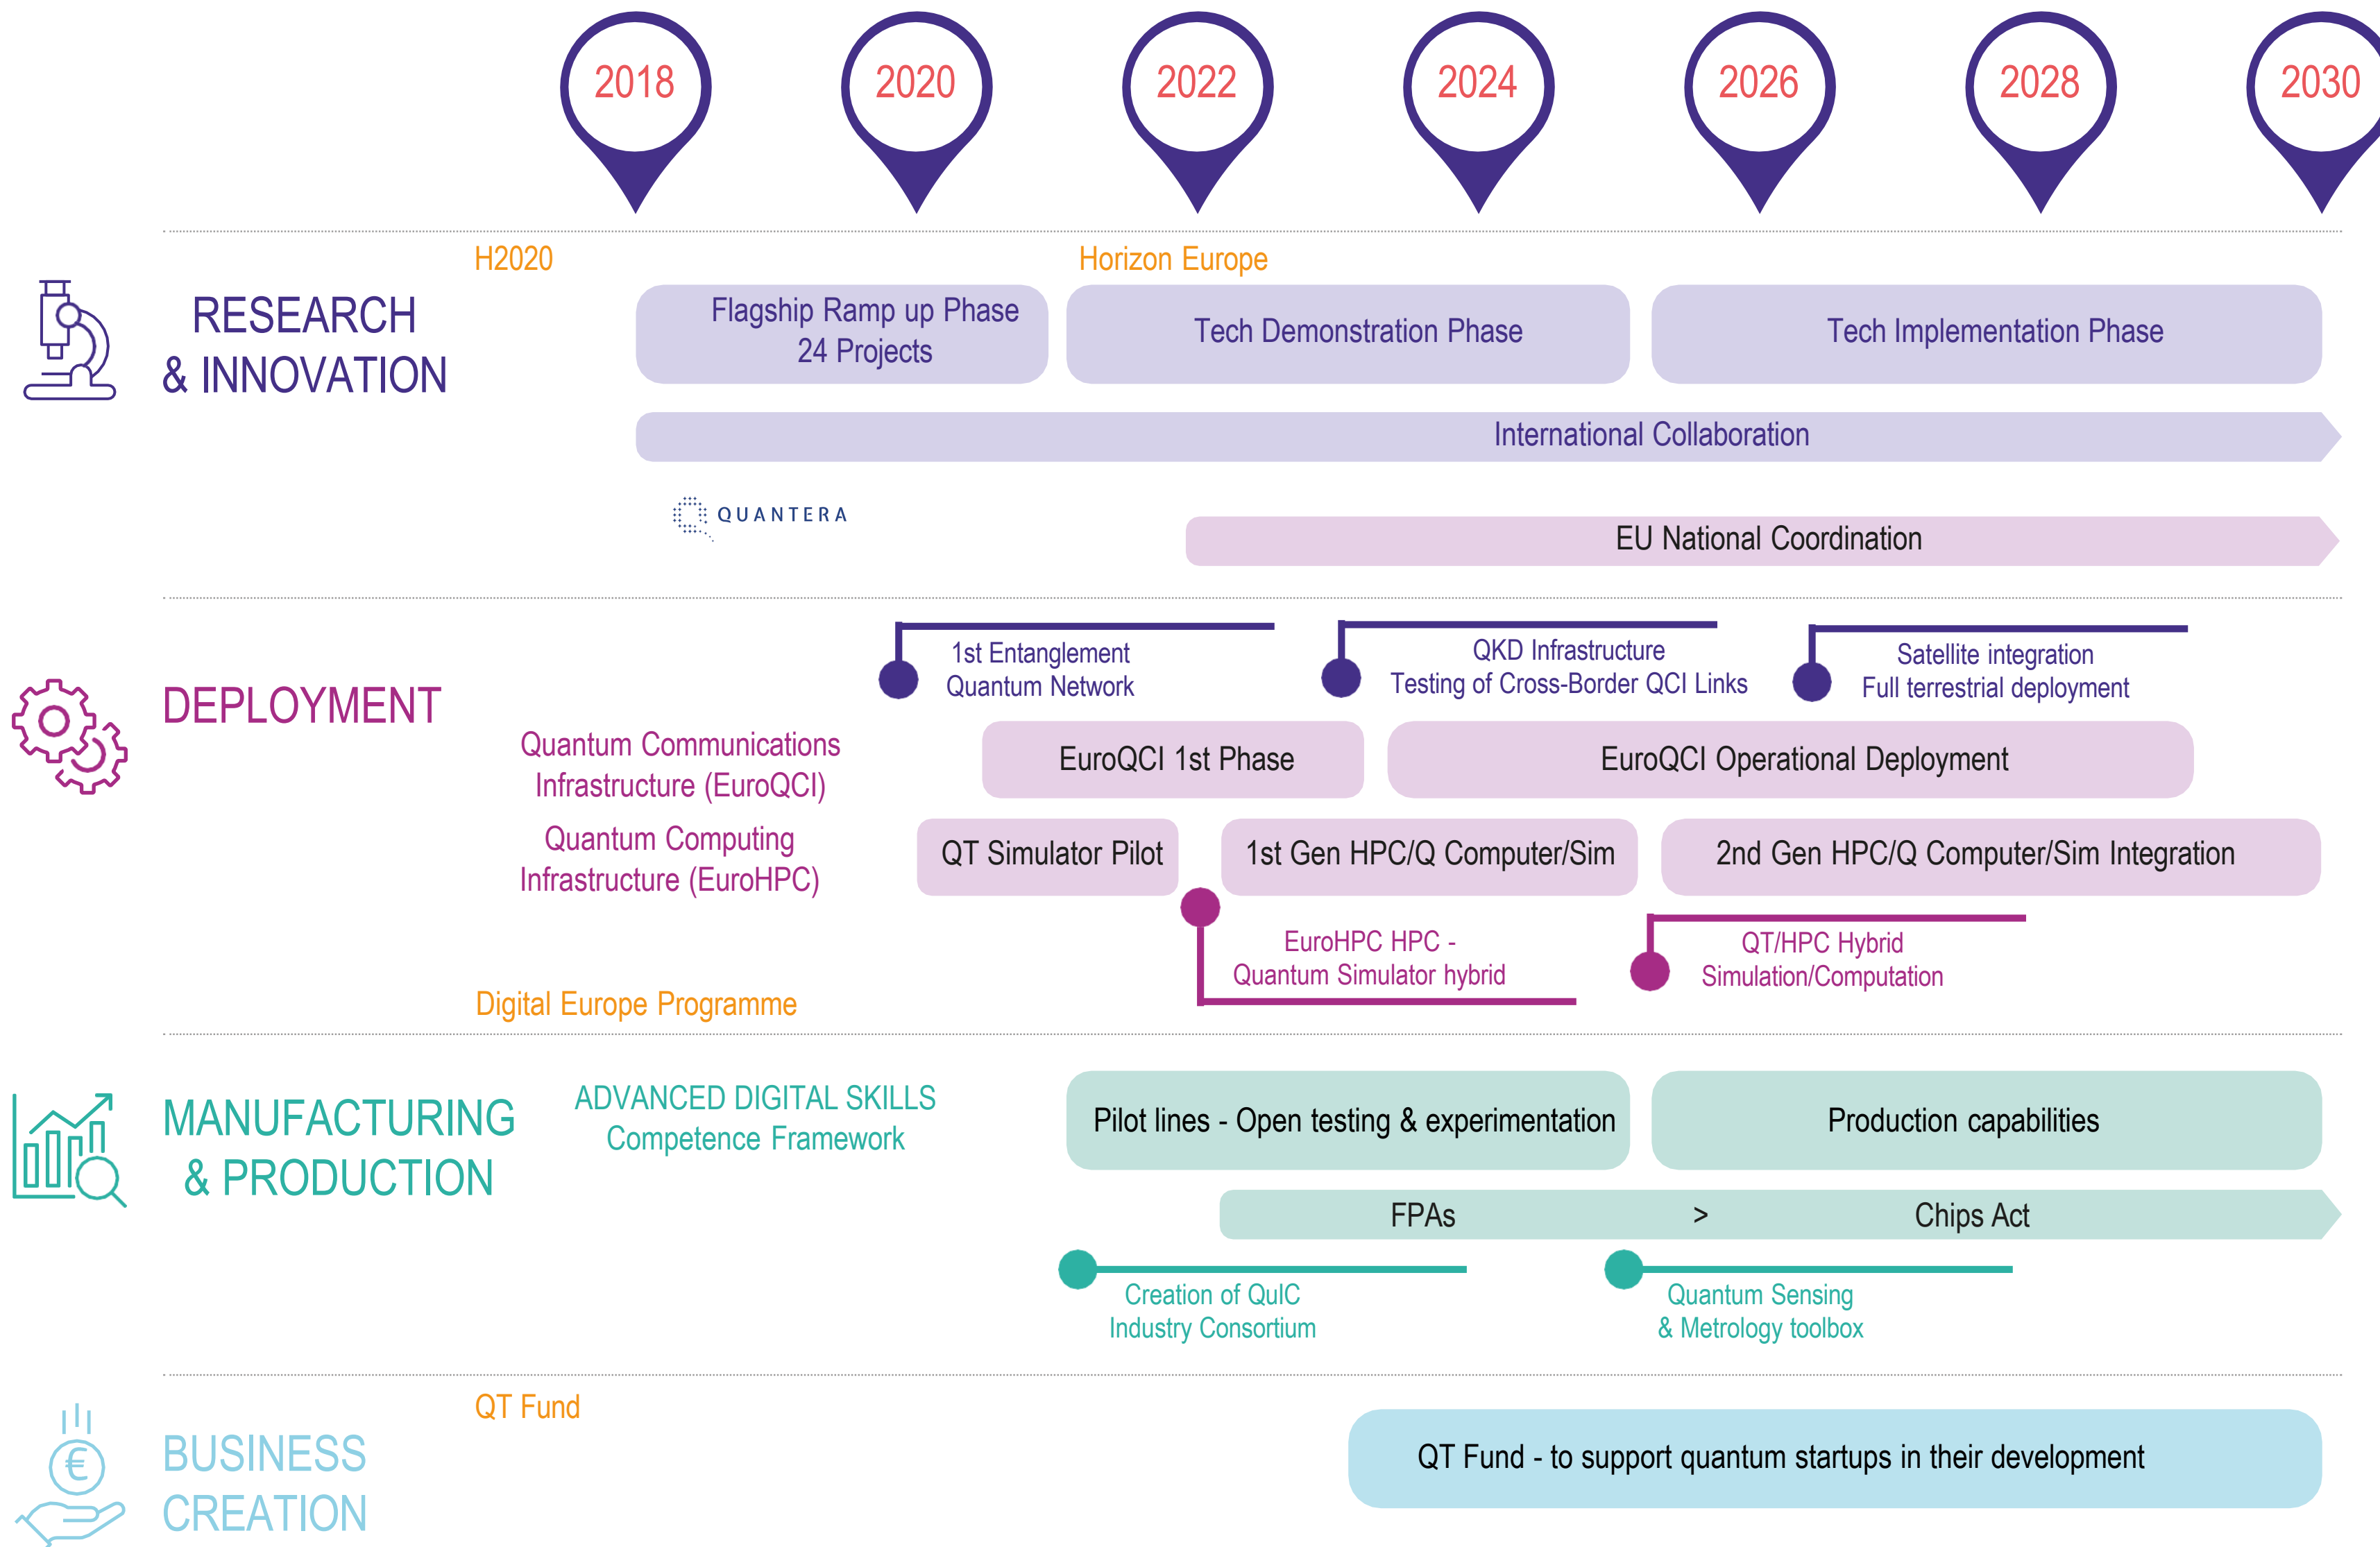 2018
2020
2022
2024
2026
2028
2030
H2020
Horizon Europe
RESEARCH
& INNOVATION
Flagship Ramp up Phase
24 Projects
Tech Demonstration Phase
Tech Implementation Phase
International Collaboration
QUANTERA
EU National Coordination
DEPLOYMENT
1st Entanglement
Quantum Network
QKD Infrastructure
Testing of Cross-Border QCI Links
Satellite integration
Full terrestrial deployment
Quantum Communications
Infrastructure (EuroQCI)
EuroQCI 1st Phase
EuroQCI Operational Deployment
Quantum Computing
Infrastructure (EuroHPC)
QT Simulator Pilot
1st Gen HPC/Q Computer/Sim
2nd Gen HPC/Q Computer/Sim Integration
EuroHPC HPC -
Quantum Simulator hybrid
QT/HPC Hybrid
Simulation/Computation
Digital Europe Programme
MANUFACTURING
& PRODUCTION
ADVANCED DIGITAL SKILLS
Competence Framework
Pilot lines - Open testing & experimentation
Production capabilities
FPAs > Chips Act
Creation of QuIC
Industry Consortium
Quantum Sensing
& Metrology toolbox
QT Fund
BUSINESS
CREATION
€
QT Fund - to support quantum startups in their development